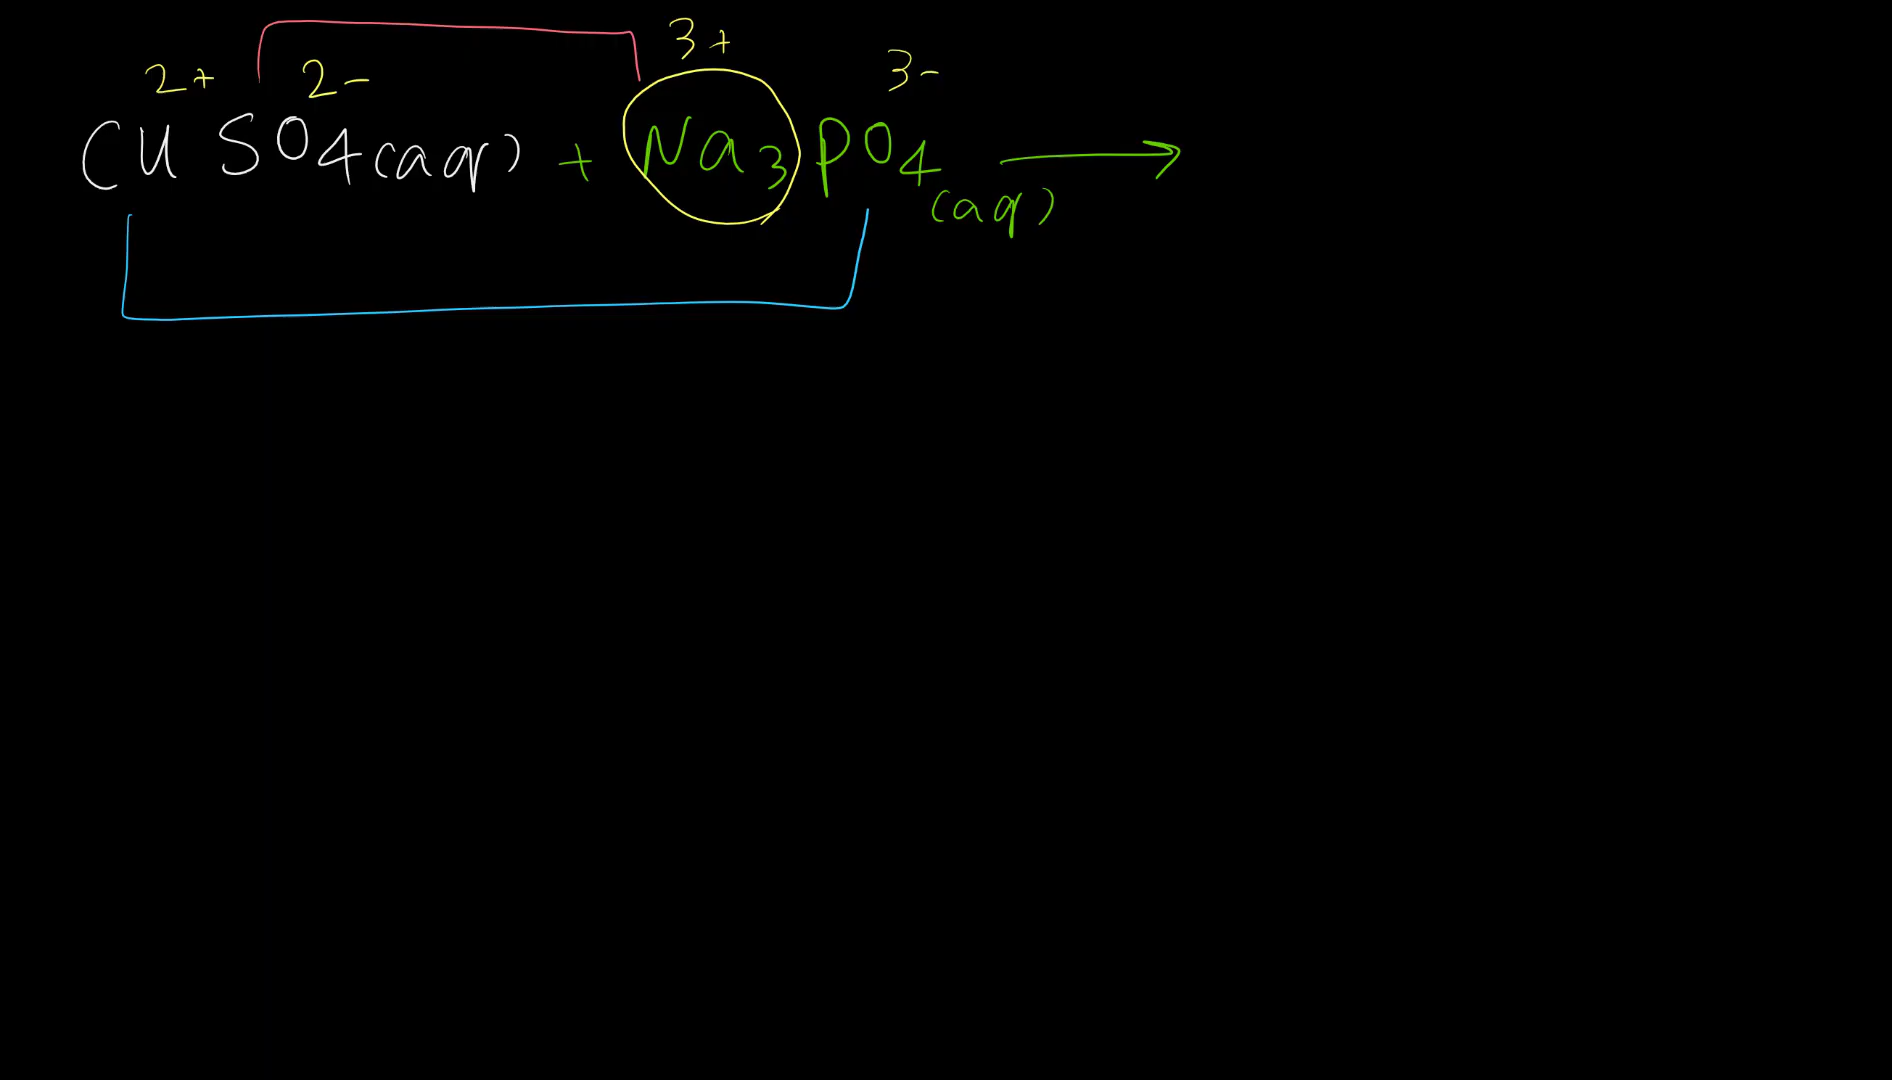 2+ 2- 3+ 3-
CuSO4(aq) + Na3PO4(aq) →